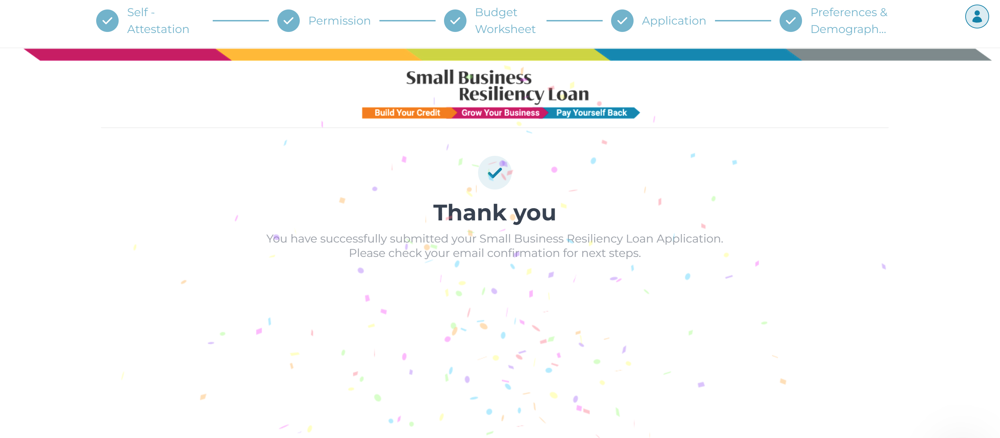 Self -
Attestation
Permission
Budget
Worksheet
Application
Preferences &
Demograph...
Small Business
Resiliency Loan
Build Your Credit
Grow Your Business
Pay Yourself Back
Thank you
You have successfully submitted your Small Business Resiliency Loan Application.
Please check your email confirmation for next steps.